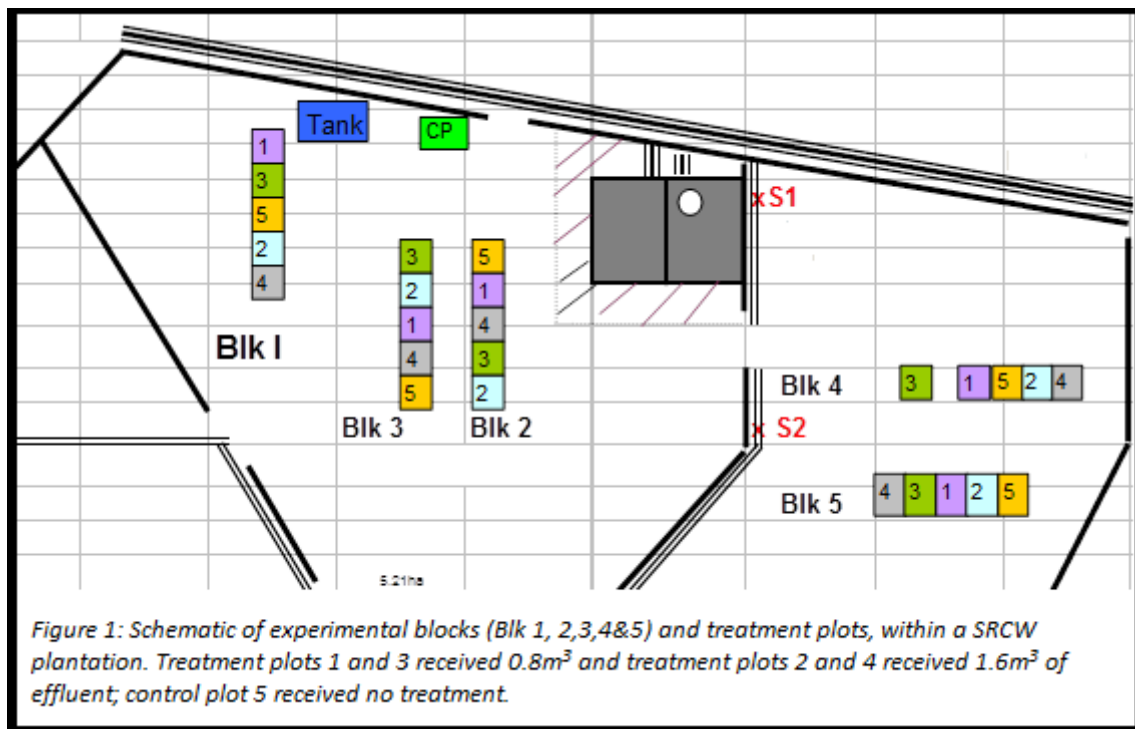 Tank
CP
1
3
5
2
4
S1
x
3
2
1
4
5
5
1
4
3
2
Blk I
Blk 3
Blk 2
Blk 4
3
1
5
2
4
x S2
Blk 5
4
3
1
2
5
5.21ha
Figure 1: Schematic of experimental blocks (Blk 1, 2,3,4&5) and treatment plots, within a SRCW
plantation. Treatment plots 1 and 3 received 0.8m³ and treatment plots 2 and 4 received 1.6m³ of
effluent; control plot 5 received no treatment.